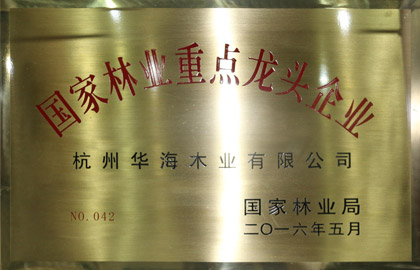 国家林业重点龙头企业
杭州华海木业有限公司
NO.042
国家林业局
二〇一六年五月